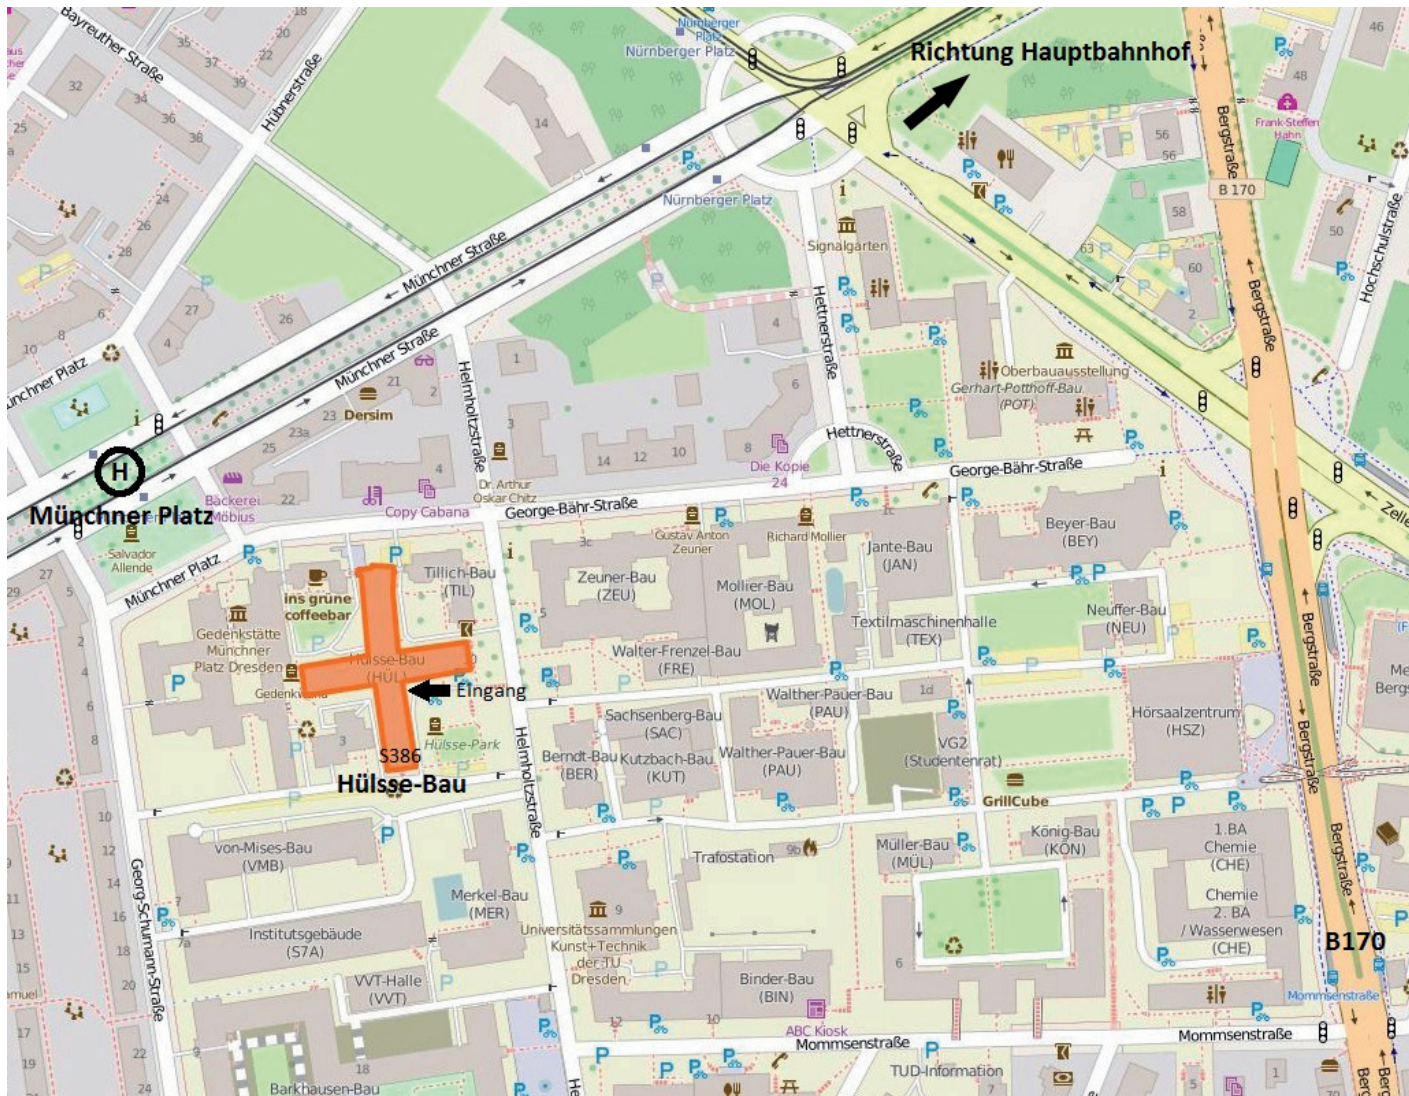 Bayreuther Straße
Hübnerstraße
Nürnberger
Platz
Nürnberger Platz
Richtung Hauptbahnhof
Bergstraße
Frank-Steffen
Hahn
B 170
Hochschulstraße
Nürnberger Platz
Signalgarten
Münchner Straße
Münchner Straße
Hettnerstraße
Bergstraße
Oberbauausstellung
Gerhart-Potthoff-Bau
(POT)
Dersim
Helmholtzstraße
Hettnerstraße
Die Kopie
24
George-Bähr-Straße
H
Münchner Platz
Bäckerei
Möbius
Copy Cabana
Dr. Arthur
Oskar Chitz
George-Bähr-Straße
Gustav Anton
Zeuner
Richard Mollier
Beyer-Bau
(BEY)
Salvador
Allende
Münchner Platz
Tillich-Bau
(TIL)
Zeuner-Bau
(ZEU)
Mollier-Bau
(MOL)
Jante-Bau
(JAN)
Textilmaschinenhalle
(TEX)
Neuffer-Bau
(NEU)
ins grüne
coffeebar
Gedenkstätte
Münchner
Platz Dresden
Hülsse-Bau
(HÜL)
Eingang
Hülsse-Park
S386
Hülsse-Bau
Walter-Frenzel-Bau
(FRE)
Walther-Pauer-Bau
(PAU)
Sachsenberg-Bau
(SAC)
Berndt-Bau
(BER)
Kutzbach-Bau
(KUT)
Walther-Pauer-Bau
(PAU)
VG2
(Studentenrat)
Hörsaalzentrum
(HSZ)
Bergstraße
Helmholtzstraße
GrillCube
von-Mises-Bau
(VMB)
Trafostation
9b
Müller-Bau
(MÜL)
König-Bau
(KÖN)
1.BA
Chemie
(CHE)
Chemie
2. BA
/ Wasserwesen
(CHE)
Bergstraße
Georg-Schumann-Straße
Merkel-Bau
(MER)
Institutsgebäude
(S7A)
Universitätssammlungen
Kunst+Technik
der TU
Dresden
B170
VVT-Halle
(VVT)
Binder-Bau
(BIN)
ABC Kiosk
Mommsenstraße
Mommsenstraße
Mommsenstraße
Barkhausen-Bau
TUD-Information